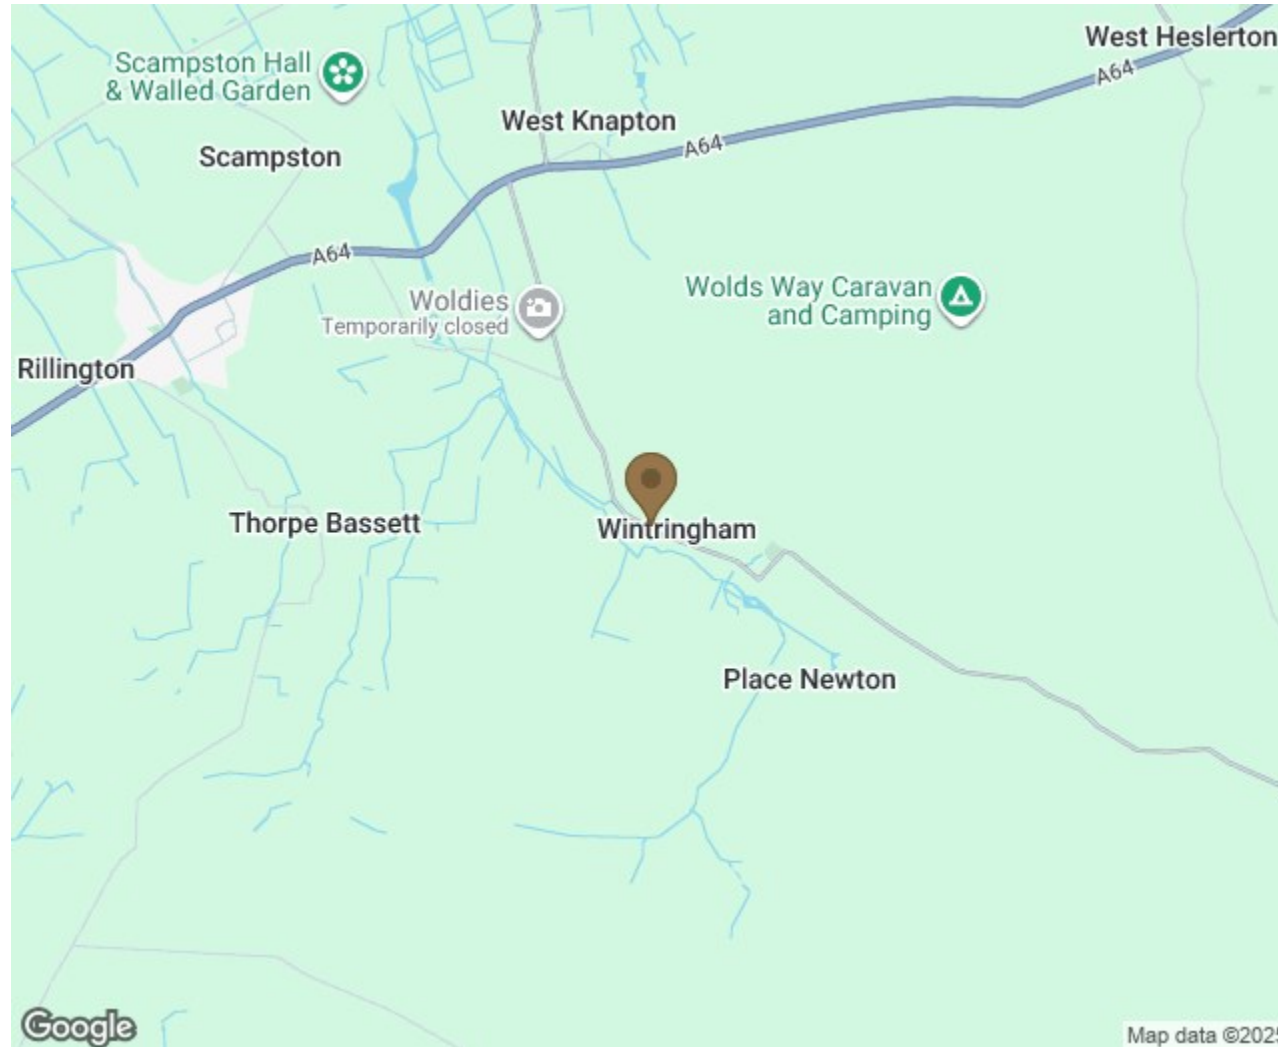 West Heslerton
Scampston Hall
& Walled Garden
A64
West Knapton
A64
Scampston
A64
Woldies
Temporarily closed
Wolds Way Caravan
and Camping
Rillington
Thorpe Bassett
Wintringham
Place Newton
Google
Map data ©2025